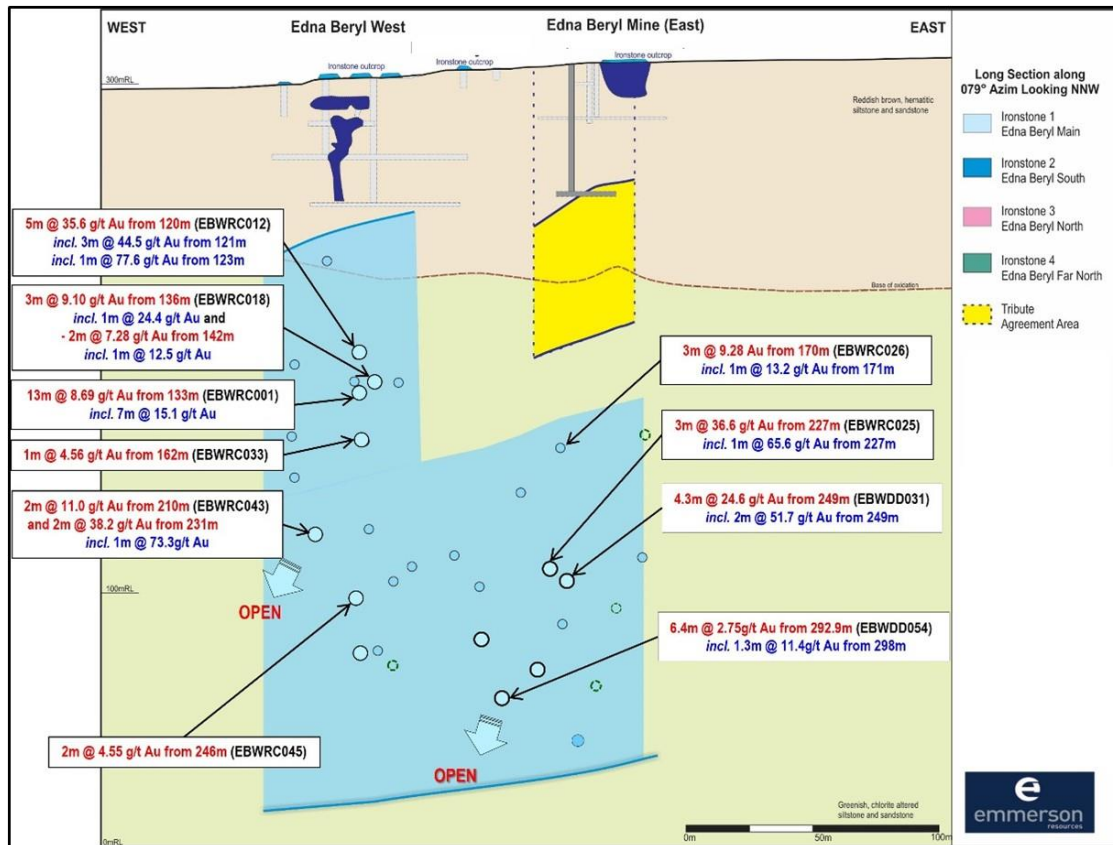 WEST
Edna Beryl West
Edna Beryl Mine (East)
EAST
Ironstone outcrop
Ironstone outcrop
Ironstone outcrop
300mRL
Reddish brown, hematitic
siltstone and sandstone
Long Section along
079° Azim Looking NNW
Ironstone 1
Edna Beryl Main
Ironstone 2
Edna Beryl South
Ironstone 3
Edna Beryl North
Ironstone 4
Edna Beryl Far North
Tribute
Agreement Area
5m @ 35.6 g/t Au from 120m (EBWRC012)
incl. 3m @ 44.5 g/t Au from 121m
incl. 1m @ 77.6 g/t Au from 123m
Base of oxidation
3m @ 9.10 g/t Au from 136m (EBWRC018)
incl. 1m @ 24.4 g/t Au and
- 2m @ 7.28 g/t Au from 142m
incl. 1m @ 12.5 g/t Au
13m @ 8.69 g/t Au from 133m (EBWRC001)
incl. 7m @ 15.1 g/t Au
1m @ 4.56 g/t Au from 162m (EBWRC033)
2m @ 11.0 g/t Au from 210m (EBWRC043)
and 2m @ 38.2 g/t Au from 231m
incl. 1m @ 73.3g/t Au
3m @ 9.28 Au from 170m (EBWRC026)
incl. 1m @ 13.2 g/t Au from 171m
3m @ 36.6 g/t Au from 227m (EBWRC025)
incl. 1m @ 65.6 g/t Au from 227m
4.3m @ 24.6 g/t Au from 249m (EBWDD031)
incl. 2m @ 51.7 g/t Au from 249m
100mRL
OPEN
6.4m @ 2.75g/t Au from 292.9m (EBWDD054)
incl. 1.3m @ 11.4g/t Au from 298m
2m @ 4.55 g/t Au from 246m (EBWRC045)
OPEN
Greenish, chlorite altered
siltstone and sandstone
0m
50m
100m
0mRL
e
emmerson
resources